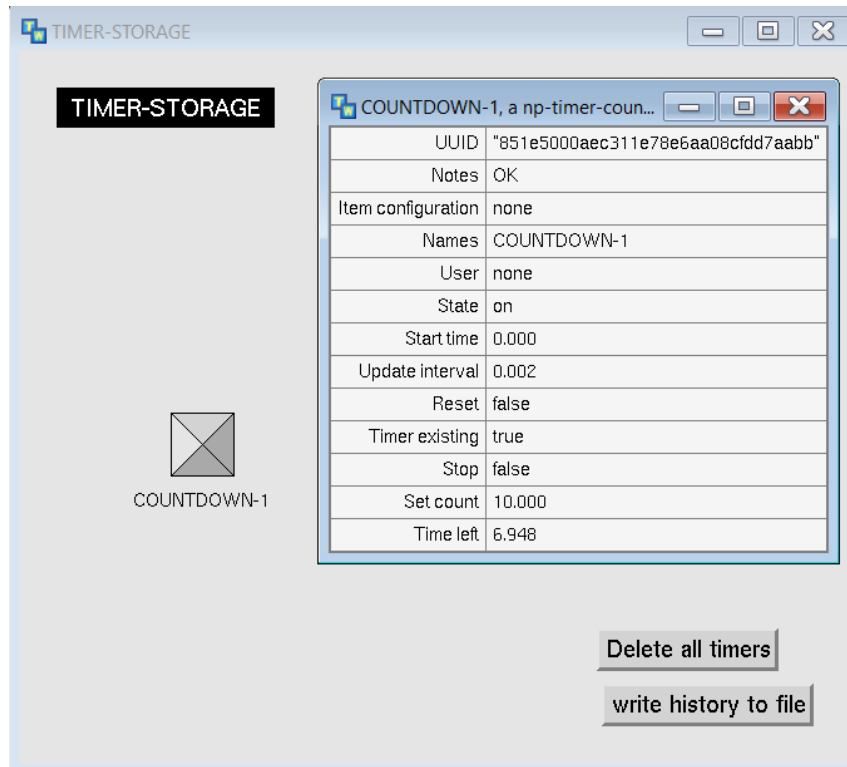 TIMER-STORAGE
TIMER-STORAGE
COUNTDOWN-1, a np-timer-coun...
UUID "851e5000aec311e78e6aa08cfdd7aabb"
Notes OK
Item configuration none
Names COUNTDOWN-1
User none
State on
Start time 0.000
Update interval 0.002
Reset false
Timer existing true
Stop false
Set count 10.000
Time left 6.948
COUNTDOWN-1
Delete all timers
write history to file